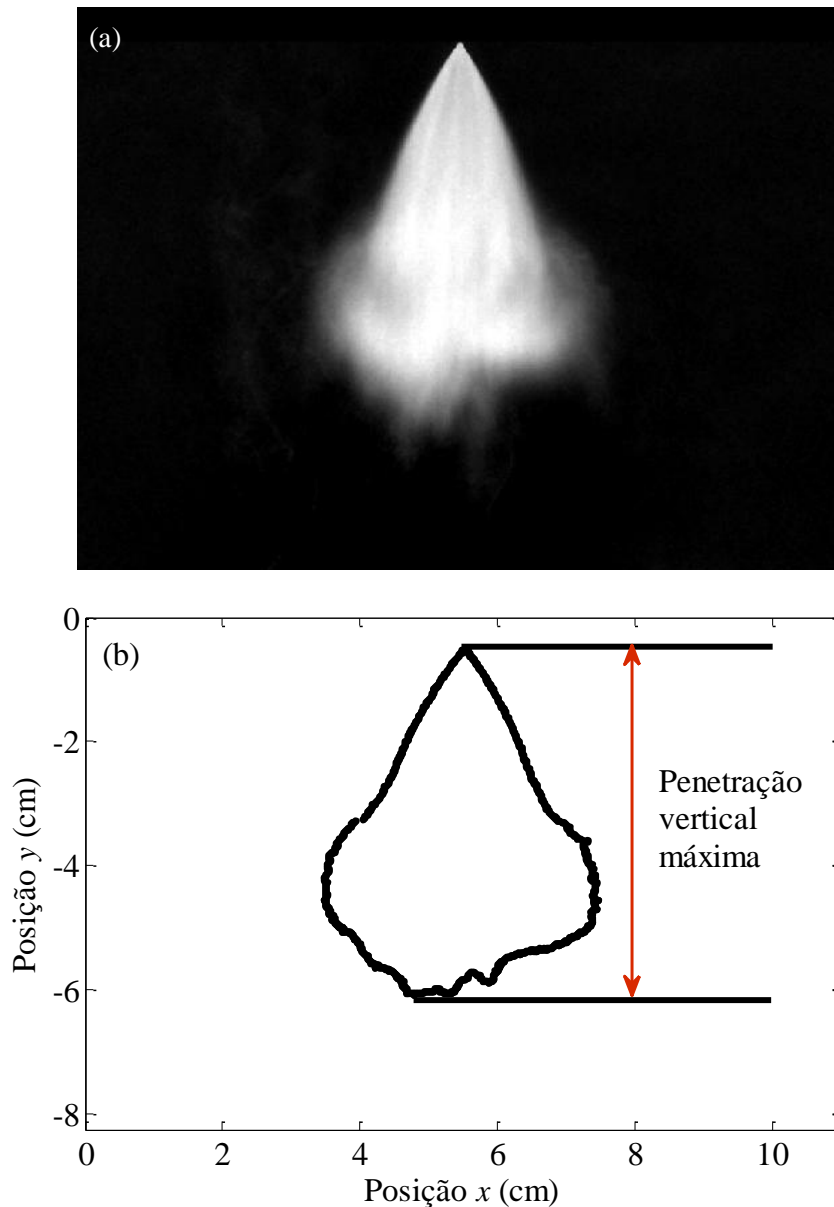 (a)
0
(b)
-2
Penetração
vertical
máxima
-4
Posição y (cm)
-6
-8
0 2 4 6 8 10
Posição x (cm)